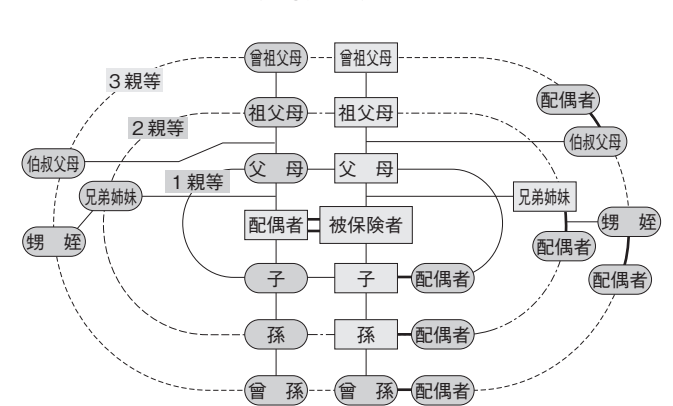 曾祖父母
曾祖父母
3親等
配偶者
祖父母
祖父母
2親等
伯叔父母
伯叔父母
父 母
父 母
1親等
兄弟姉妹
兄弟姉妹
配偶者
被保険者
甥 姪
甥 姪
配偶者
子
子
配偶者
配偶者
孫
孫
配偶者
曾 孫
曾 孫
配偶者